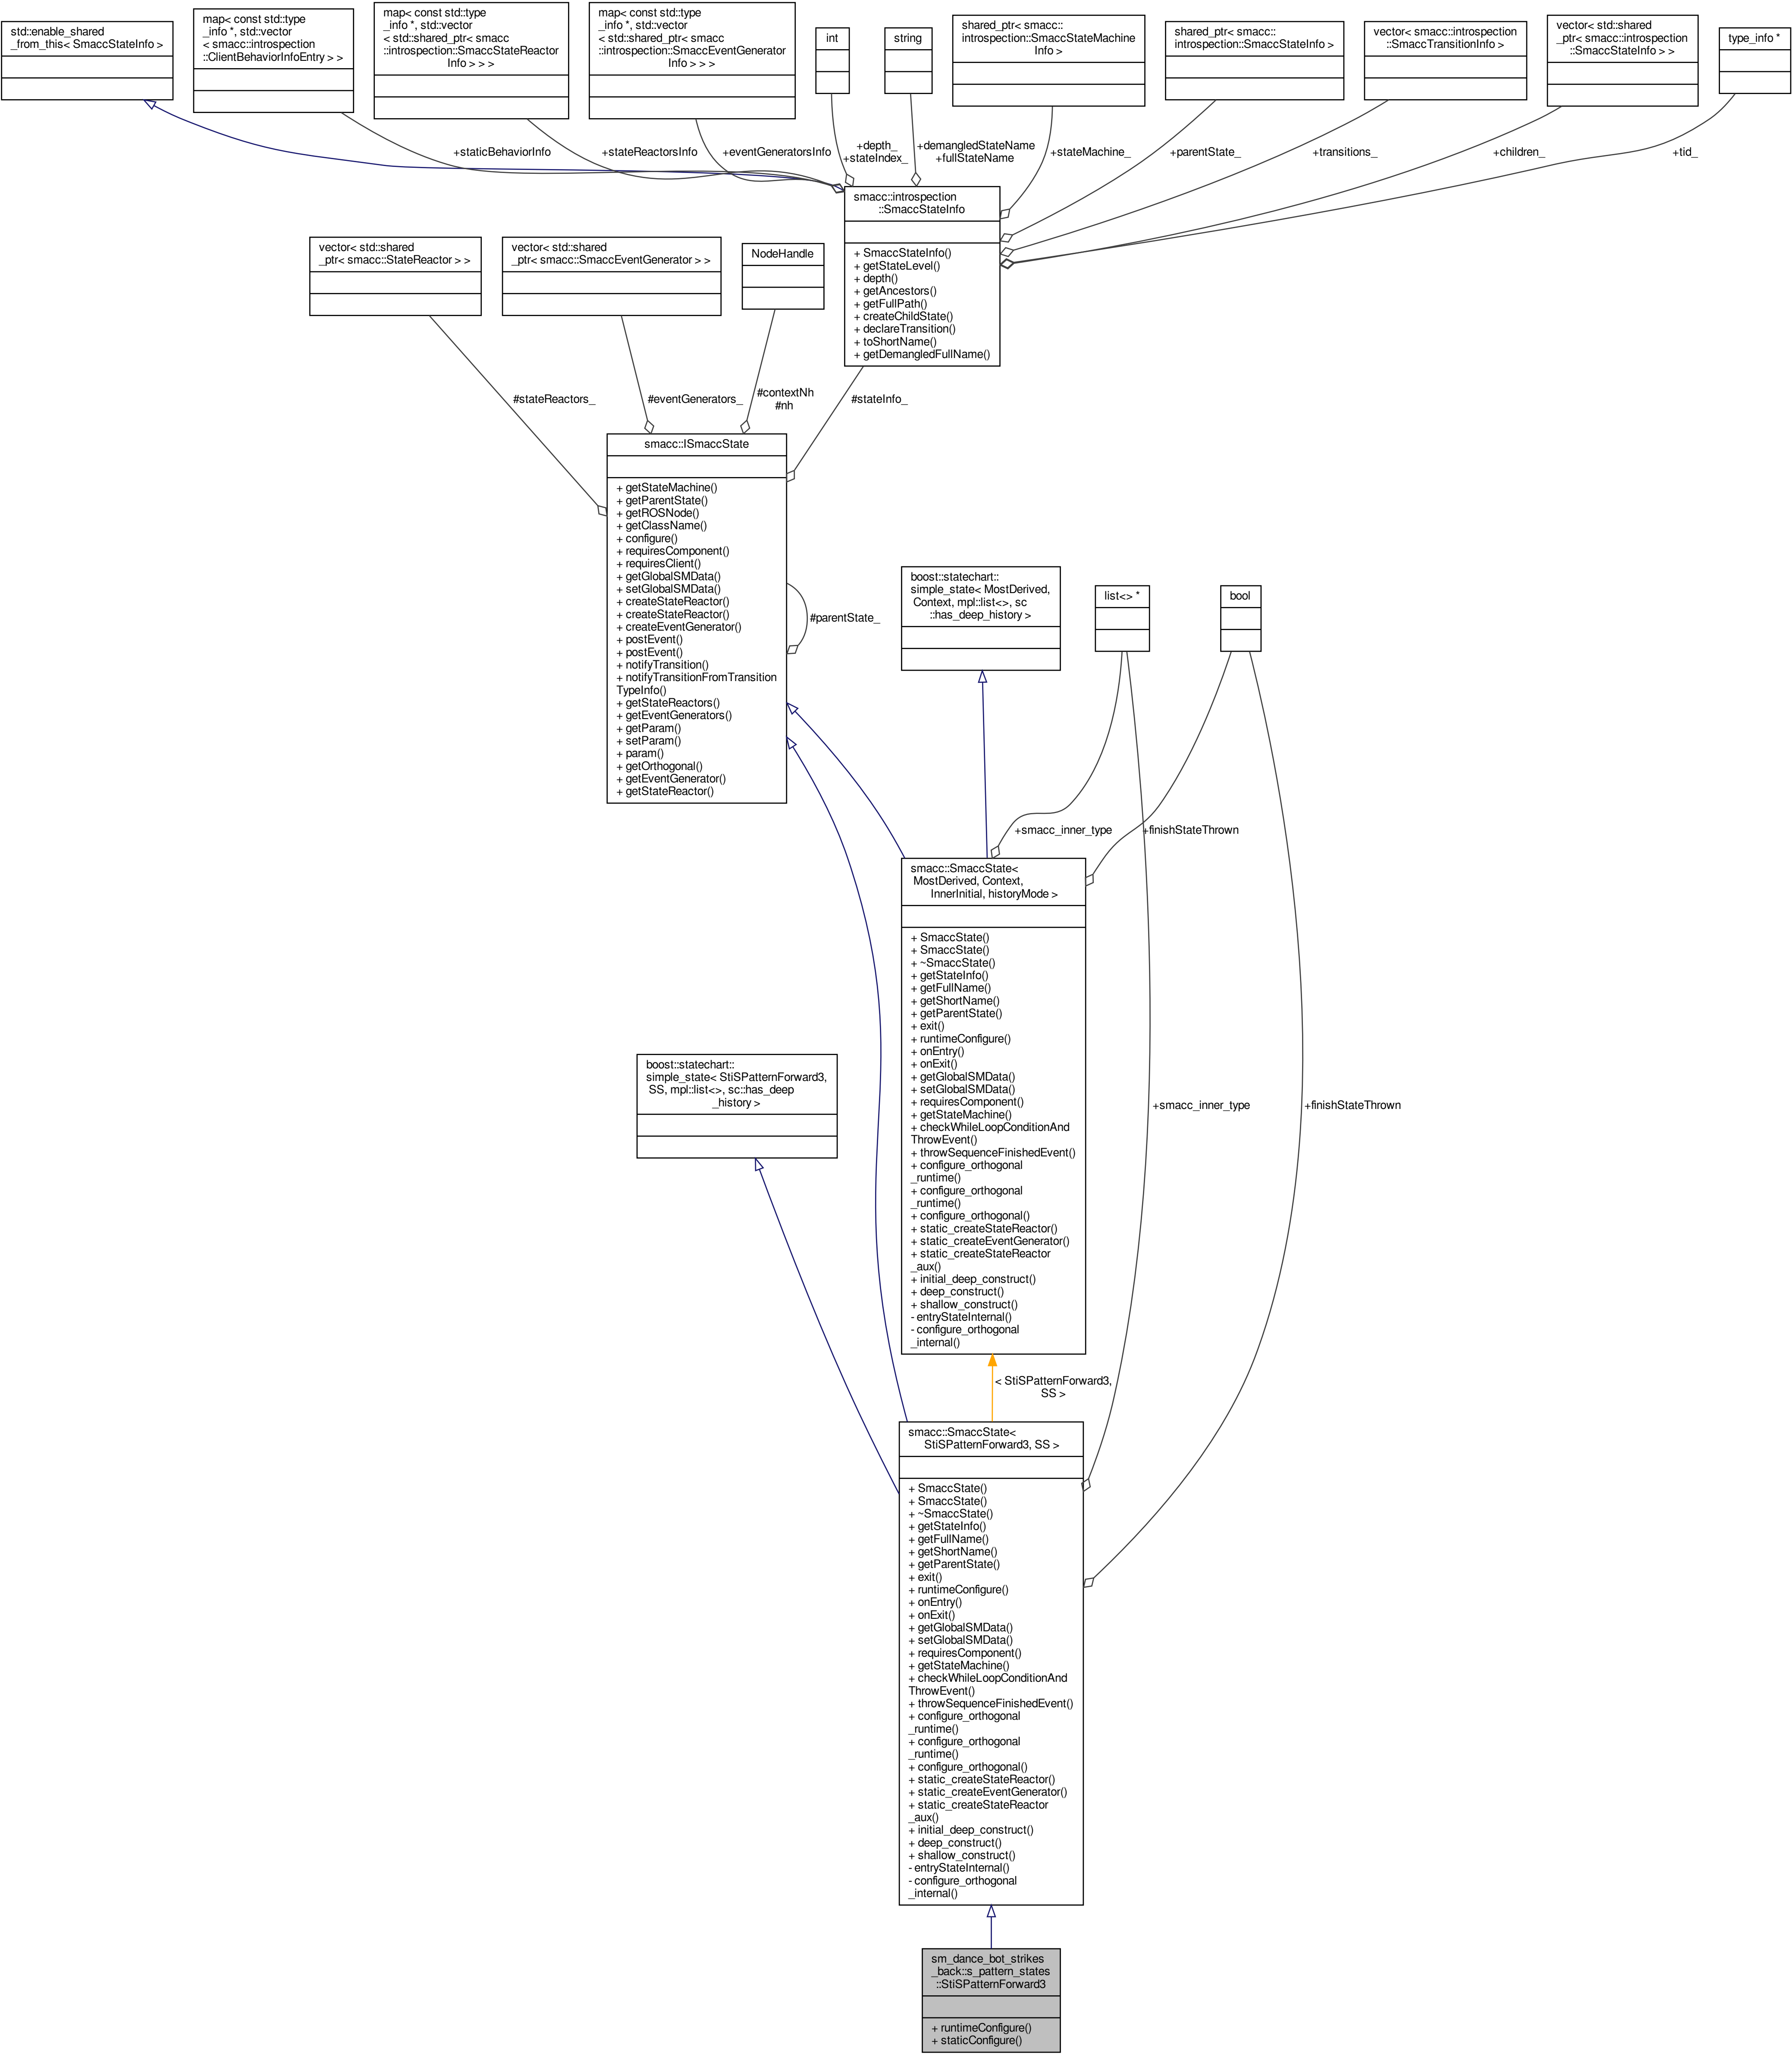 std::enable_shared
_from_this< SmaccStateInfo >
map< const std::type
_info *, std::vector
< smacc::introspection
::ClientBehaviorInfoEntry > >
map< const std::type
_info *, std::vector
< std::shared_ptr< smacc
::introspection::SmaccStateReactor
Info > > >
map< const std::type
_info *, std::vector
< std::shared_ptr< smacc
::introspection::SmaccEventGenerator
Info > > >
int
string
shared_ptr< smacc::
introspection::SmaccStateMachine
Info >
shared_ptr< smacc::
introspection::SmaccStateInfo >
vector< smacc::introspection
::SmaccTransitionInfo >
vector< std::shared
_ptr< smacc::introspection
::SmaccStateInfo > >
type_info *
+staticBehaviorInfo
+stateReactorsInfo
+eventGeneratorsInfo
+depth_
+stateIndex_
+demangledStateName
+fullStateName
+stateMachine_
+parentState_
+transitions_
+children_
+tid_
smacc::introspection
::SmaccStateInfo
+ SmaccStateInfo()
+ getStateLevel()
+ depth()
+ getAncestors()
+ getFullPath()
+ createChildState()
+ declareTransition()
+ toShortName()
+ getDemangledFullName()
vector< std::shared
_ptr< smacc::StateReactor > >
vector< std::shared
_ptr< smacc::SmaccEventGenerator > >
NodeHandle
#stateReactors_
#eventGenerators_
#contextNh
#nh
#stateInfo_
smacc::ISmaccState
+ getStateMachine()
+ getParentState()
+ getROSNode()
+ getClassName()
+ configure()
+ requiresComponent()
+ requiresClient()
+ getGlobalSMData()
+ setGlobalSMData()
+ createStateReactor()
+ createStateReactor()
+ createEventGenerator()
+ postEvent()
+ postEvent()
+ notifyTransition()
+ notifyTransitionFromTransition
TypeInfo()
+ getStateReactors()
+ getEventGenerators()
+ getParam()
+ setParam()
+ param()
+ getOrthogonal()
+ getEventGenerator()
+ getStateReactor()
#parentState_
boost::statechart::
simple_state< MostDerived,
Context, mpl::list<>, sc
::has_deep_history >
list<> *
bool
+smacc_inner_type
+finishStateThrown
smacc::SmaccState<
MostDerived, Context,
InnerInitial, historyMode >
+ SmaccState()
+ SmaccState()
+ ~SmaccState()
+ getStateInfo()
+ getFullName()
+ getShortName()
+ getParentState()
+ exit()
+ runtimeConfigure()
+ onEntry()
+ onExit()
+ getGlobalSMData()
+ setGlobalSMData()
+ requiresComponent()
+ getStateMachine()
+ checkWhileLoopConditionAnd
ThrowEvent()
+ throwSequenceFinishedEvent()
+ configure_orthogonal
_runtime()
+ configure_orthogonal
_runtime()
+ configure_orthogonal()
+ static_createStateReactor()
+ static_createEventGenerator()
+ static_createStateReactor
_aux()
+ initial_deep_construct()
+ deep_construct()
+ shallow_construct()
- entryStateInternal()
- configure_orthogonal
_internal()
boost::statechart::
simple_state< StiSPatternForward3,
SS, mpl::list<>, sc::has_deep
_history >
+smacc_inner_type
+finishStateThrown
< StiSPatternForward3,
SS >
smacc::SmaccState<
StiSPatternForward3, SS >
+ SmaccState()
+ SmaccState()
+ ~SmaccState()
+ getStateInfo()
+ getFullName()
+ getShortName()
+ getParentState()
+ exit()
+ runtimeConfigure()
+ onEntry()
+ onExit()
+ getGlobalSMData()
+ setGlobalSMData()
+ requiresComponent()
+ getStateMachine()
+ checkWhileLoopConditionAnd
ThrowEvent()
+ throwSequenceFinishedEvent()
+ configure_orthogonal
_runtime()
+ configure_orthogonal
_runtime()
+ configure_orthogonal()
+ static_createStateReactor()
+ static_createEventGenerator()
+ static_createStateReactor
_aux()
+ initial_deep_construct()
+ deep_construct()
+ shallow_construct()
- entryStateInternal()
- configure_orthogonal
_internal()
sm_dance_bot_strikes
_back::s_pattern_states
::StiSPatternForward3
+ runtimeConfigure()
+ staticConfigure()